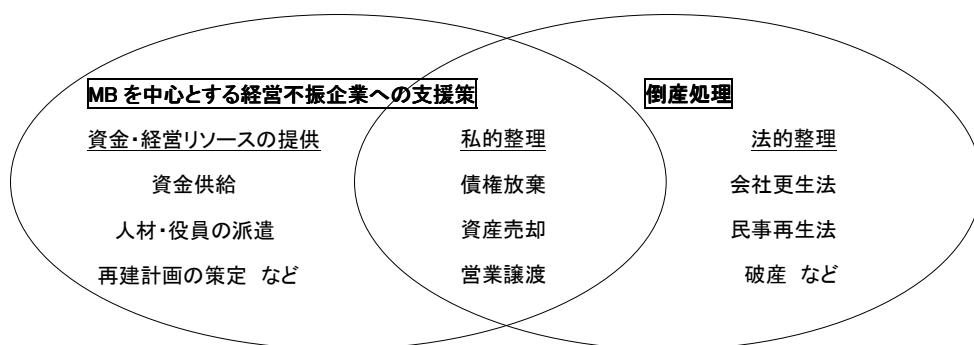 MBを中心とする経営不振企業への支援策 倒産処理
資金・経営リソースの提供 私的整理 法的整理
資金供給 債権放棄 会社更生法
人材・役員の派遣 資産売却 民事再生法
再建計画の策定 など 営業譲渡 破産 など